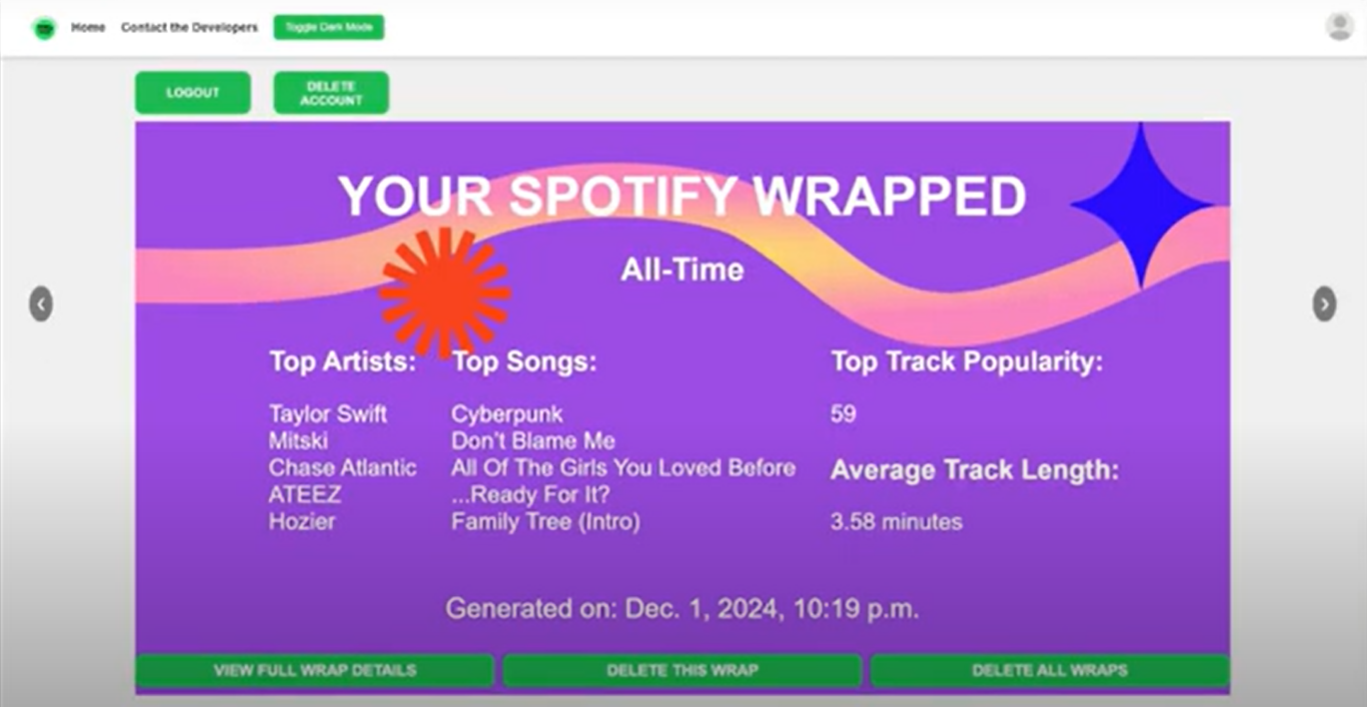 Home Contact the Developers Toggle Dark Mode
LOGOUT
DELETE
ACCOUNT
YOUR SPOTIFY WRAPPED
All-Time
Top Artists:
Taylor Swift
Mitski
Chase Atlantic
ATEEZ
Hozier
Top Songs:
Cyberpunk
Don't Blame Me
All Of The Girls You Loved Before
...Ready For It?
Family Tree (Intro)
Top Track Popularity:
59
Average Track Length:
3.58 minutes
Generated on: Dec. 1, 2024, 10:19 p.m.
VIEW FULL WRAP DETAILS
DELETE THIS WRAP
DELETE ALL WRAPS